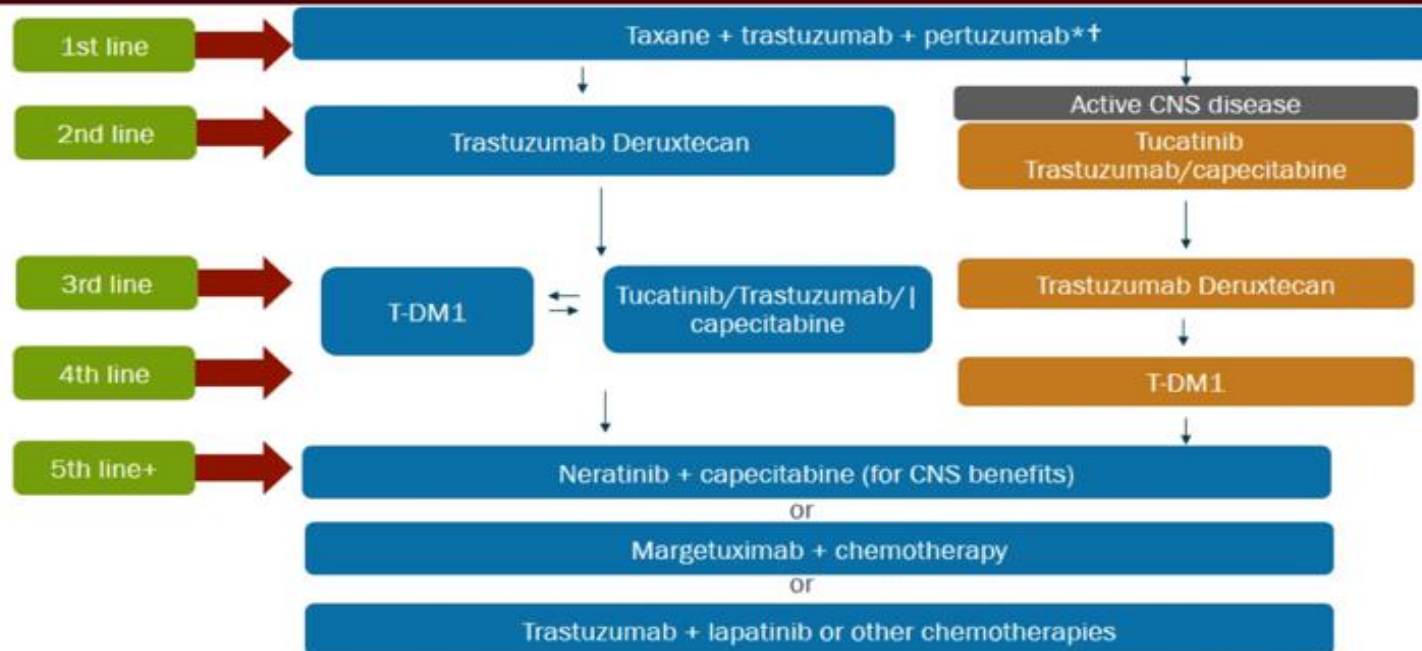 1st line
Taxane + trastuzumab + pertuzumab*†
2nd line
Trastuzumab Deruxtecan
Active CNS disease
Tucatinib
Trastuzumab/capecitabine
3rd line
T-DM1
Tucatinib/Trastuzumab/|
capecitabine
Trastuzumab Deruxtecan
4th line
T-DM1
5th line+
Neratinib + capecitabine (for CNS benefits)
or
Margetuximab + chemotherapy
or
Trastuzumab + lapatinib or other chemotherapies